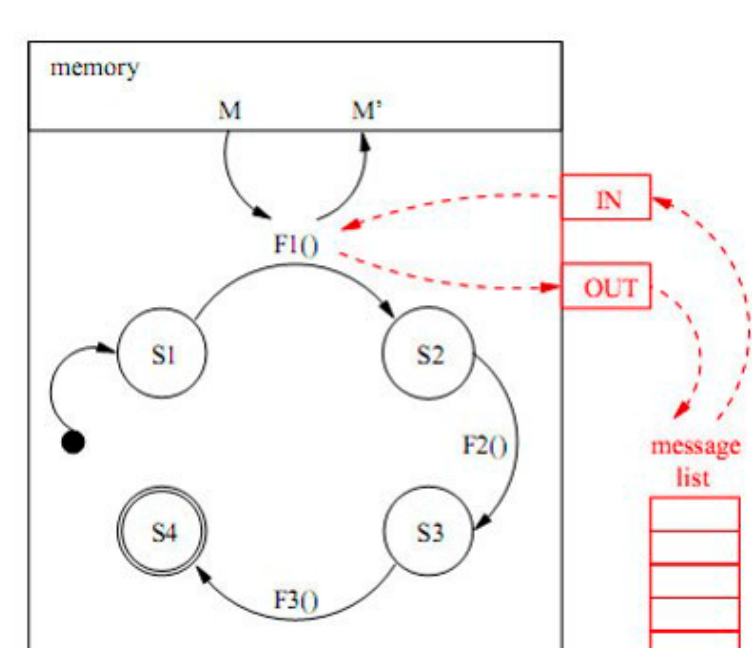 memory
M
M'
IN
F1()
OUT
S1
S2
F2()
message
list
S4
S3
F3()